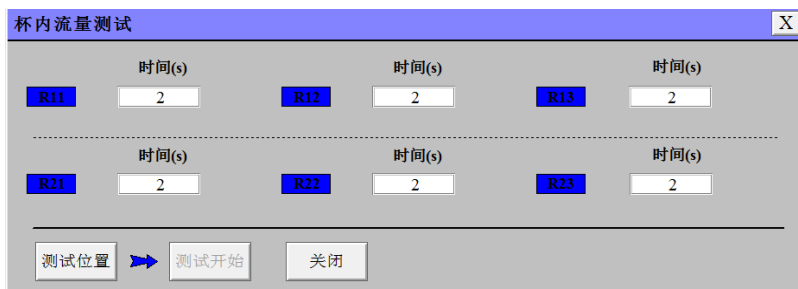 杯内流量测试 X
时间(s) 时间(s) 时间(s)
R11 2 R12 2 R13 2
时间(s) 时间(s) 时间(s)
R21 2 R22 2 R23 2
测试位置 测试开始 关闭